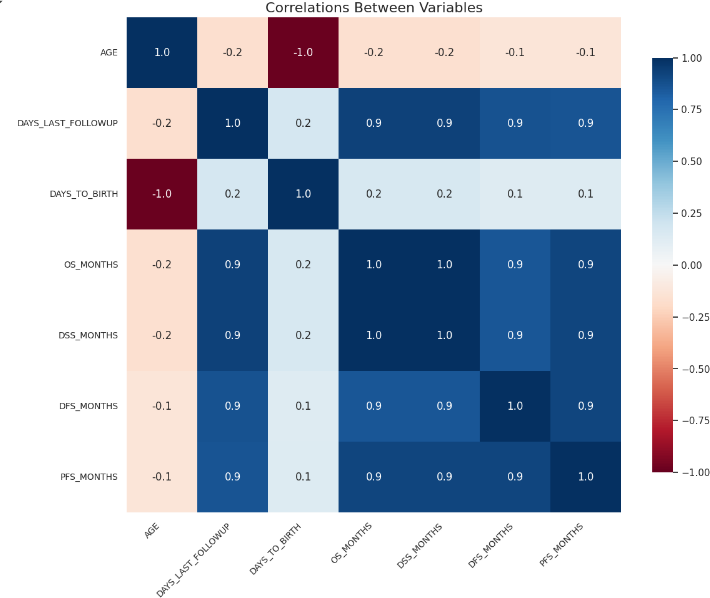 Correlations Between Variables
AGE 1.0 -0.2 -1.0 -0.2 -0.2 -0.1 -0.1
DAYS_LAST_FOLLOWUP -0.2 1.0 0.2 0.9 0.9 0.9 0.9
DAYS_TO_BIRTH -1.0 0.2 1.0 0.2 0.2 0.1 0.1
OS_MONTHS -0.2 0.9 0.2 1.0 1.0 0.9 0.9
DSS_MONTHS -0.2 0.9 0.2 1.0 1.0 0.9 0.9
DFS_MONTHS -0.1 0.9 0.1 0.9 0.9 1.0 0.9
PFS_MONTHS -0.1 0.9 0.1 0.9 0.9 0.9 1.0
AGE
DAYS_LAST_FOLLOWUP
DAYS_TO_BIRTH
OS_MONTHS
DSS_MONTHS
DFS_MONTHS
PFS_MONTHS
1.00
0.75
0.50
0.25
0.00
−0.25
−0.50
−0.75
−1.00